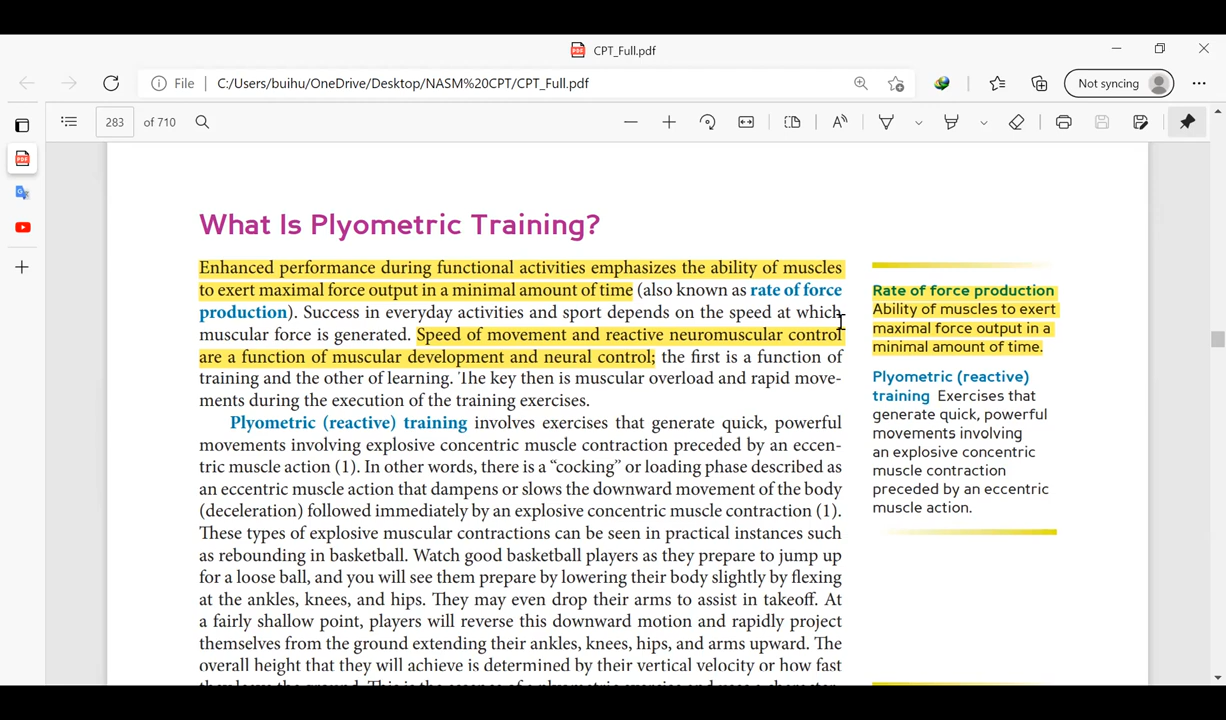 CPT_Full.pdf
File
C:/Users/buihu/OneDrive/Desktop/NASM%20CPT/CPT_Full.pdf
Not syncing
283 of 710
What Is Plyometric Training?
Enhanced performance during functional activities emphasizes the ability of muscles
to exert maximal force output in a minimal amount of time (also known as rate of force
production). Success in everyday activities and sport depends on the speed at which
muscular force is generated. Speed of movement and reactive neuromuscular control
are a function of muscular development and neural control; the first is a function of
training and the other of learning. The key then is muscular overload and rapid move-
ments during the execution of the training exercises.
Plyometric (reactive) training involves exercises that generate quick, powerful
movements involving explosive concentric muscle contraction preceded by an eccen-
tric muscle action (1). In other words, there is a “cocking” or loading phase described as
an eccentric muscle action that dampens or slows the downward movement of the body
(deceleration) followed immediately by an explosive concentric muscle contraction (1).
These types of explosive muscular contractions can be seen in practical instances such
as rebounding in basketball. Watch good basketball players as they prepare to jump up
for a loose ball, and you will see them prepare by lowering their body slightly by flexing
at the ankles, knees, and hips. They may even drop their arms to assist in takeoff. At
a fairly shallow point, players will reverse this downward motion and rapidly project
themselves from the ground extending their ankles, knees, hips, and arms upward. The
overall height that they will achieve is determined by their vertical velocity or how fast
Rate of force production
Ability of muscles to exert
maximal force output in a
minimal amount of time.
Plyometric (reactive)
training Exercises that
generate quick, powerful
movements involving
an explosive concentric
muscle contraction
preceded by an eccentric
muscle action.